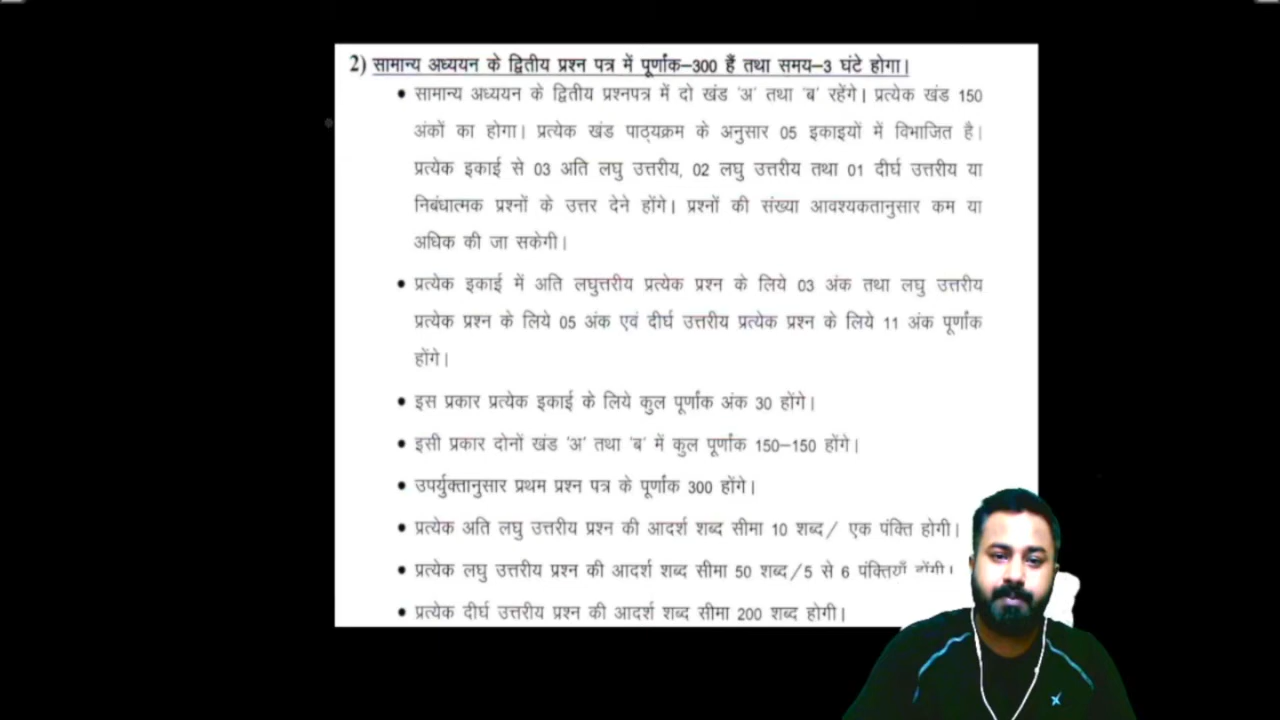 2) सामान्य अध्ययन के द्वितीय प्रश्न पत्र में पूर्णांक–300 हैं तथा समय–3 घंटे होगा।
• सामान्य अध्ययन के द्वितीय प्रश्नपत्र में दो खंड 'अ' तथा 'ब' रहेंगे। प्रत्येक खंड 150
अंकों का होगा। प्रत्येक खंड पाठ्यक्रम के अनुसार 05 इकाइयों में विभाजित है।
प्रत्येक इकाई से 03 अति लघु उत्तरीय, 02 लघु उत्तरीय तथा 01 दीर्घ उत्तरीय या
निबंधात्मक प्रश्नों के उत्तर देने होंगे। प्रश्नों की संख्या आवश्यकतानुसार कम या
अधिक की जा सकेगी।
• प्रत्येक इकाई में अति लघुत्तरीय प्रत्येक प्रश्न के लिये 03 अंक तथा लघु उत्तरीय
प्रत्येक प्रश्न के लिये 05 अंक एवं दीर्घ उत्तरीय प्रत्येक प्रश्न के लिये 11 अंक पूर्णांक
होंगे।
• इस प्रकार प्रत्येक इकाई के लिये कुल पूर्णांक अंक 30 होंगे।
• इसी प्रकार दोनों खंड 'अ' तथा 'ब' में कुल पूर्णांक 150–150 होंगे।
• उपर्युक्तानुसार प्रथम प्रश्न पत्र के पूर्णांक 300 होंगे।
• प्रत्येक अति लघु उत्तरीय प्रश्न की आदर्श शब्द सीमा 10 शब्द/ एक पंक्ति होगी।
• प्रत्येक लघु उत्तरीय प्रश्न की आदर्श शब्द सीमा 50 शब्द/5 से 6 पंक्तियाँ होंगी।
• प्रत्येक दीर्घ उत्तरीय प्रश्न की आदर्श शब्द सीमा 200 शब्द होगी।